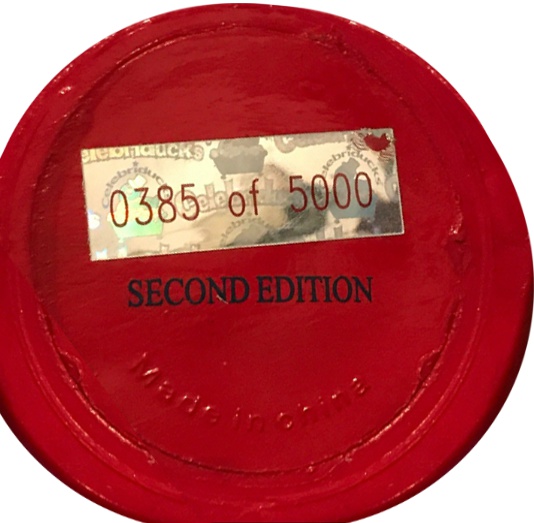 0385 of 5000
SECOND EDITION
Made in china